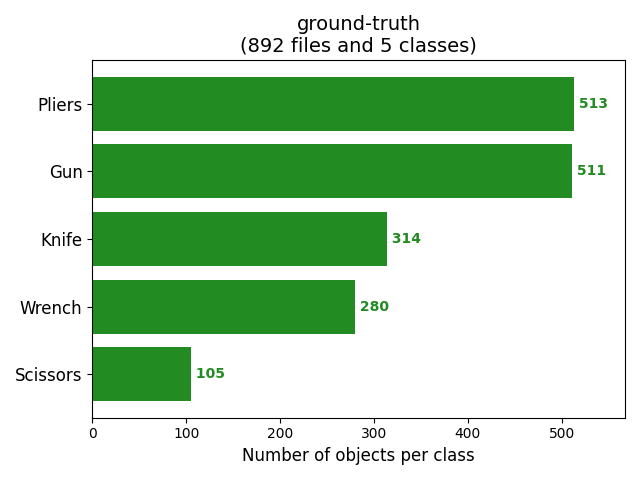 ground-truth
(892 files and 5 classes)
Pliers 513
Gun 511
Knife 314
Wrench 280
Scissors 105
0 100 200 300 400 500
Number of objects per class